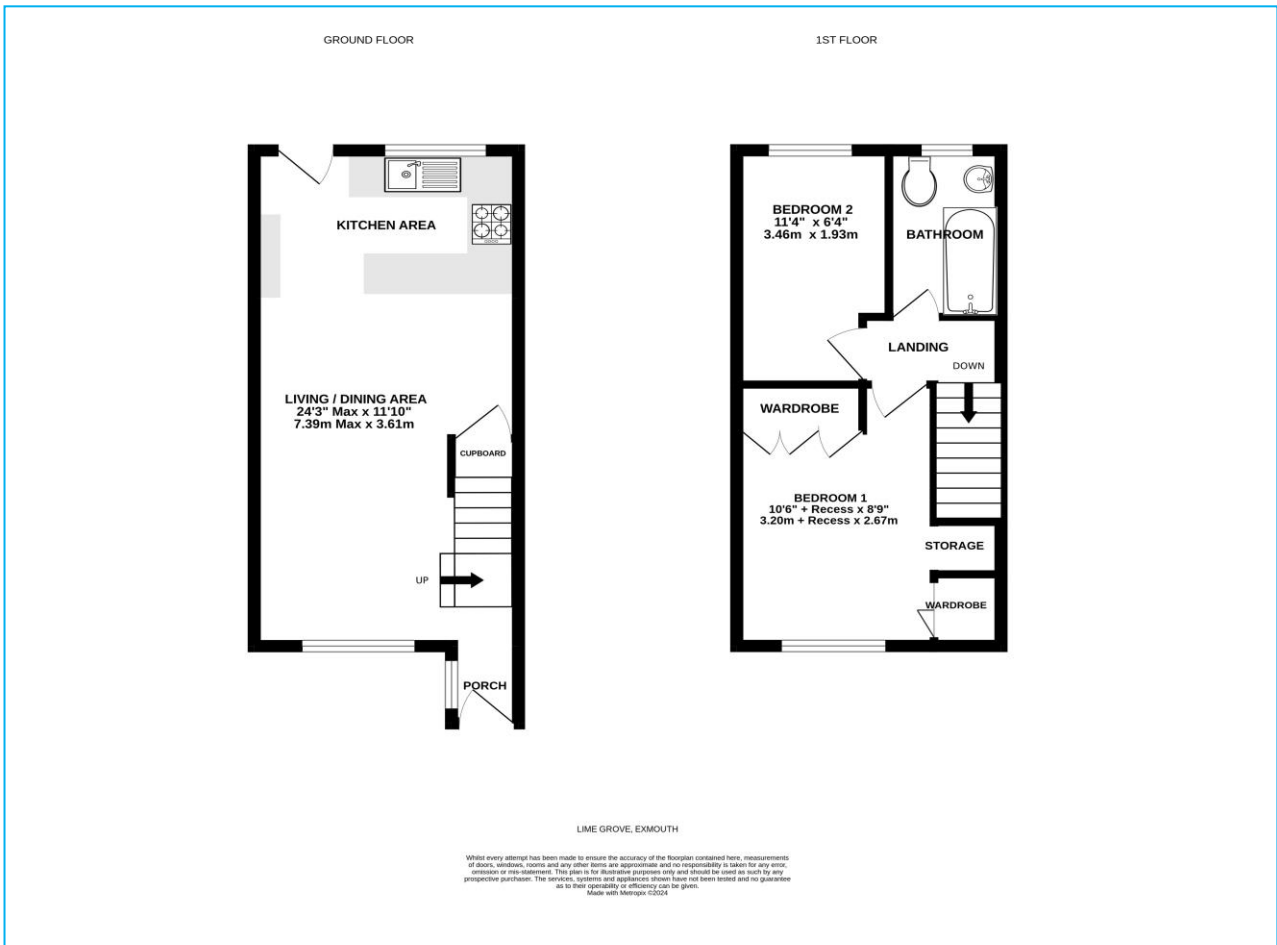 GROUND FLOOR
KITCHEN AREA
LIVING / DINING AREA
24'3" Max x 11'10"
7.39m Max x 3.61m
CUPBOARD
UP
PORCH
1ST FLOOR
BEDROOM 2
11'4" x 6'4"
3.46m x 1.93m
BATHROOM
LANDING
DOWN
WARDROBE
BEDROOM 1
10'6" + Recess x 8'9"
3.20m + Recess x 2.67m
STORAGE
WARDROBE
LIME GROVE, EXMOUTH
Whilst every attempt has been made to ensure the accuracy of the floorplan contained here, measurements
of doors, windows, rooms and any other items are approximate and no responsibility is taken for any error,
omission or mis-statement. This plan is for illustrative purposes only and should be used as such by any
prospective purchaser. The services, systems and appliances shown have not been tested and no guarantee
as to their operability or efficiency can be given.
Made with Metropix ©2024